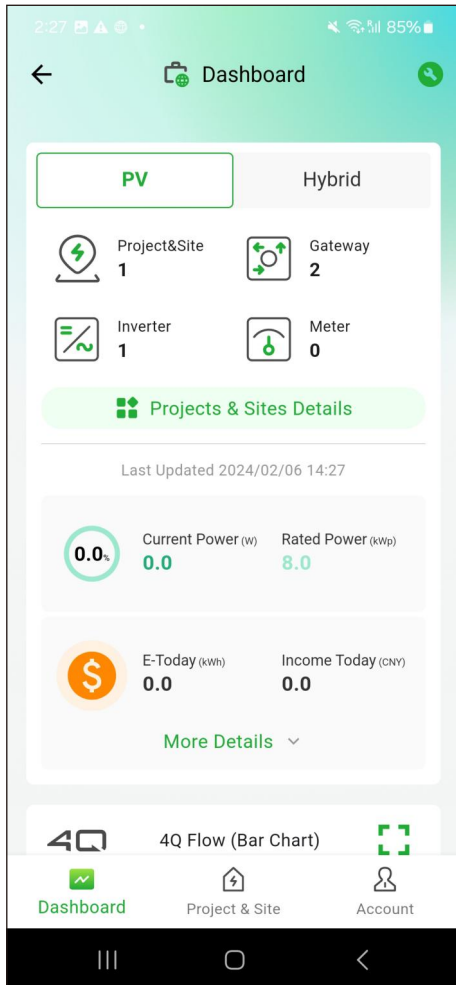 2:27
85%
Dashboard
PV
Hybrid
Project&Site
1
Gateway
2
Inverter
1
Meter
0
Projects & Sites Details
Last Updated 2024/02/06 14:27
0.0%
Current Power (W)
0.0
Rated Power (kWp)
8.0
E-Today (kWh)
0.0
Income Today (CNY)
0.0
More Details
4Q
4Q Flow (Bar Chart)
Dashboard
Project & Site
Account